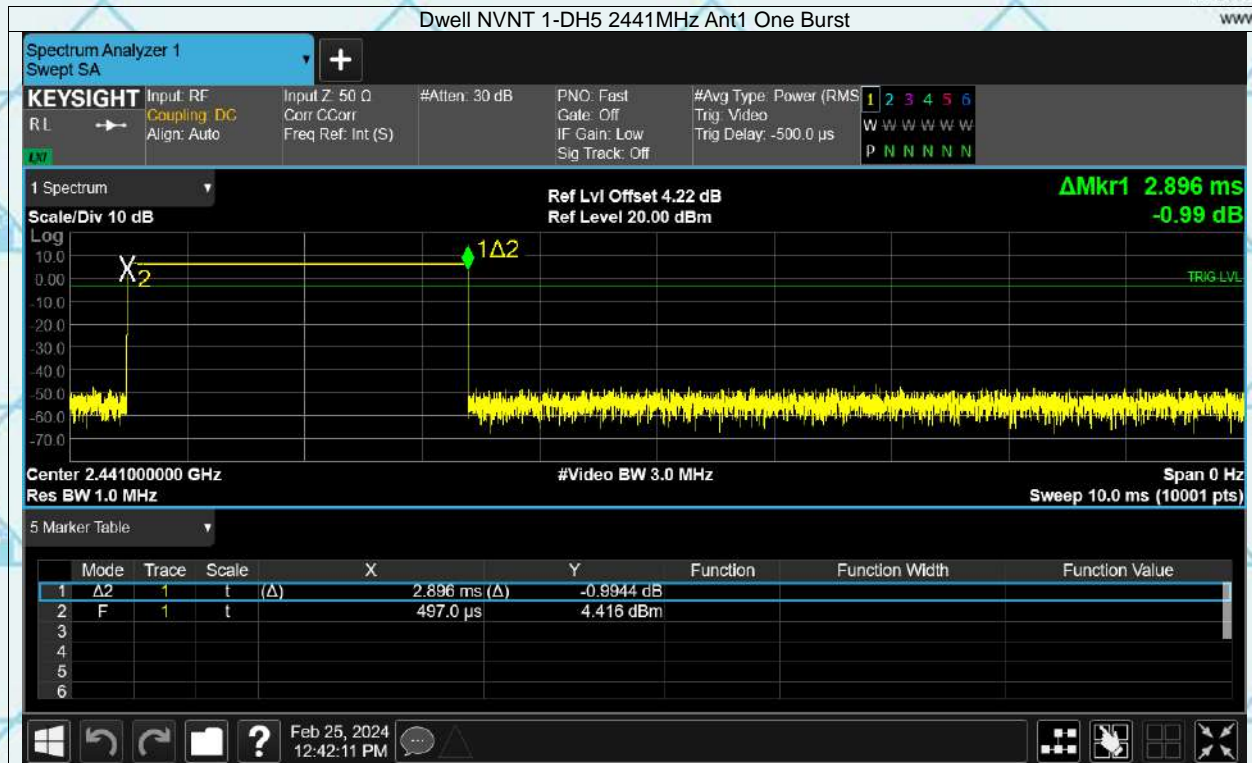 Dwell NVNT 1-DH5 2441MHz Ant1 One Burst
www
Spectrum Analyzer 1
Swept SA
+
KEYSIGHT Input: RF Input Z: 50 Ω #Atten: 30 dB PNO: Fast #Avg Type: Power (RMS 1 2 3 4 5 6
RL Coupling: DC Corr CCorr Gate: Off Trig: Video W W W W W W
Align: Auto Freq Ref: Int (S) IF Gain: Low Trig Delay: -500.0 µs
LXI Sig Track: Off P N N N N N
1 Spectrum Ref Lvl Offset 4.22 dB ΔMkr1 2.896 ms
Scale/Div 10 dB Ref Level 20.00 dBm -0.99 dB
Log
10.0 1Δ2
0.00 X2 TRIG LVL
-10.0
-20.0
-30.0
-40.0
-50.0
-60.0
-70.0
Center 2.441000000 GHz #Video BW 3.0 MHz Span 0 Hz
Res BW 1.0 MHz Sweep 10.0 ms (10001 pts)
5 Marker Table
Mode Trace Scale X Y Function Function Width Function Value
1 Δ2 1 t (Δ) 2.896 ms (Δ) -0.9944 dB
2 F 1 t 497.0 µs 4.416 dBm
3
4
5
6
? Feb 25, 2024
12:42:11 PM